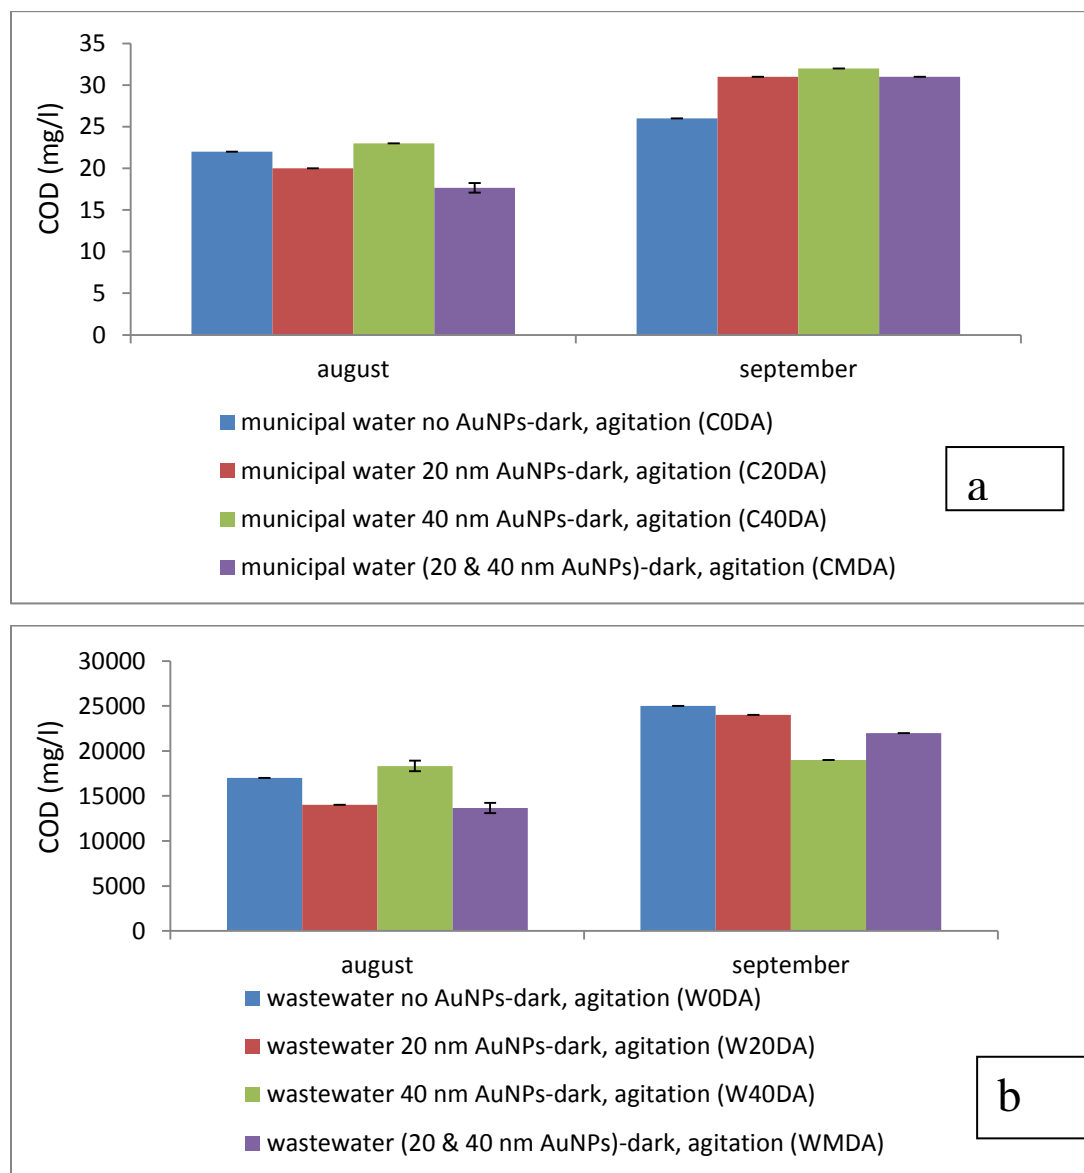 35
30
25
20
15
10
5
0
COD (mg/l)
august september
municipal water no AuNPs-dark, agitation (C0DA)
municipal water 20 nm AuNPs-dark, agitation (C20DA)
municipal water 40 nm AuNPs-dark, agitation (C40DA)
municipal water (20 & 40 nm AuNPs)-dark, agitation (CMDA)
a
30000
25000
20000
15000
10000
5000
0
COD (mg/l)
august september
wastewater no AuNPs-dark, agitation (W0DA)
wastewater 20 nm AuNPs-dark, agitation (W20DA)
wastewater 40 nm AuNPs-dark, agitation (W40DA)
wastewater (20 & 40 nm AuNPs)-dark, agitation (WMDA)
b